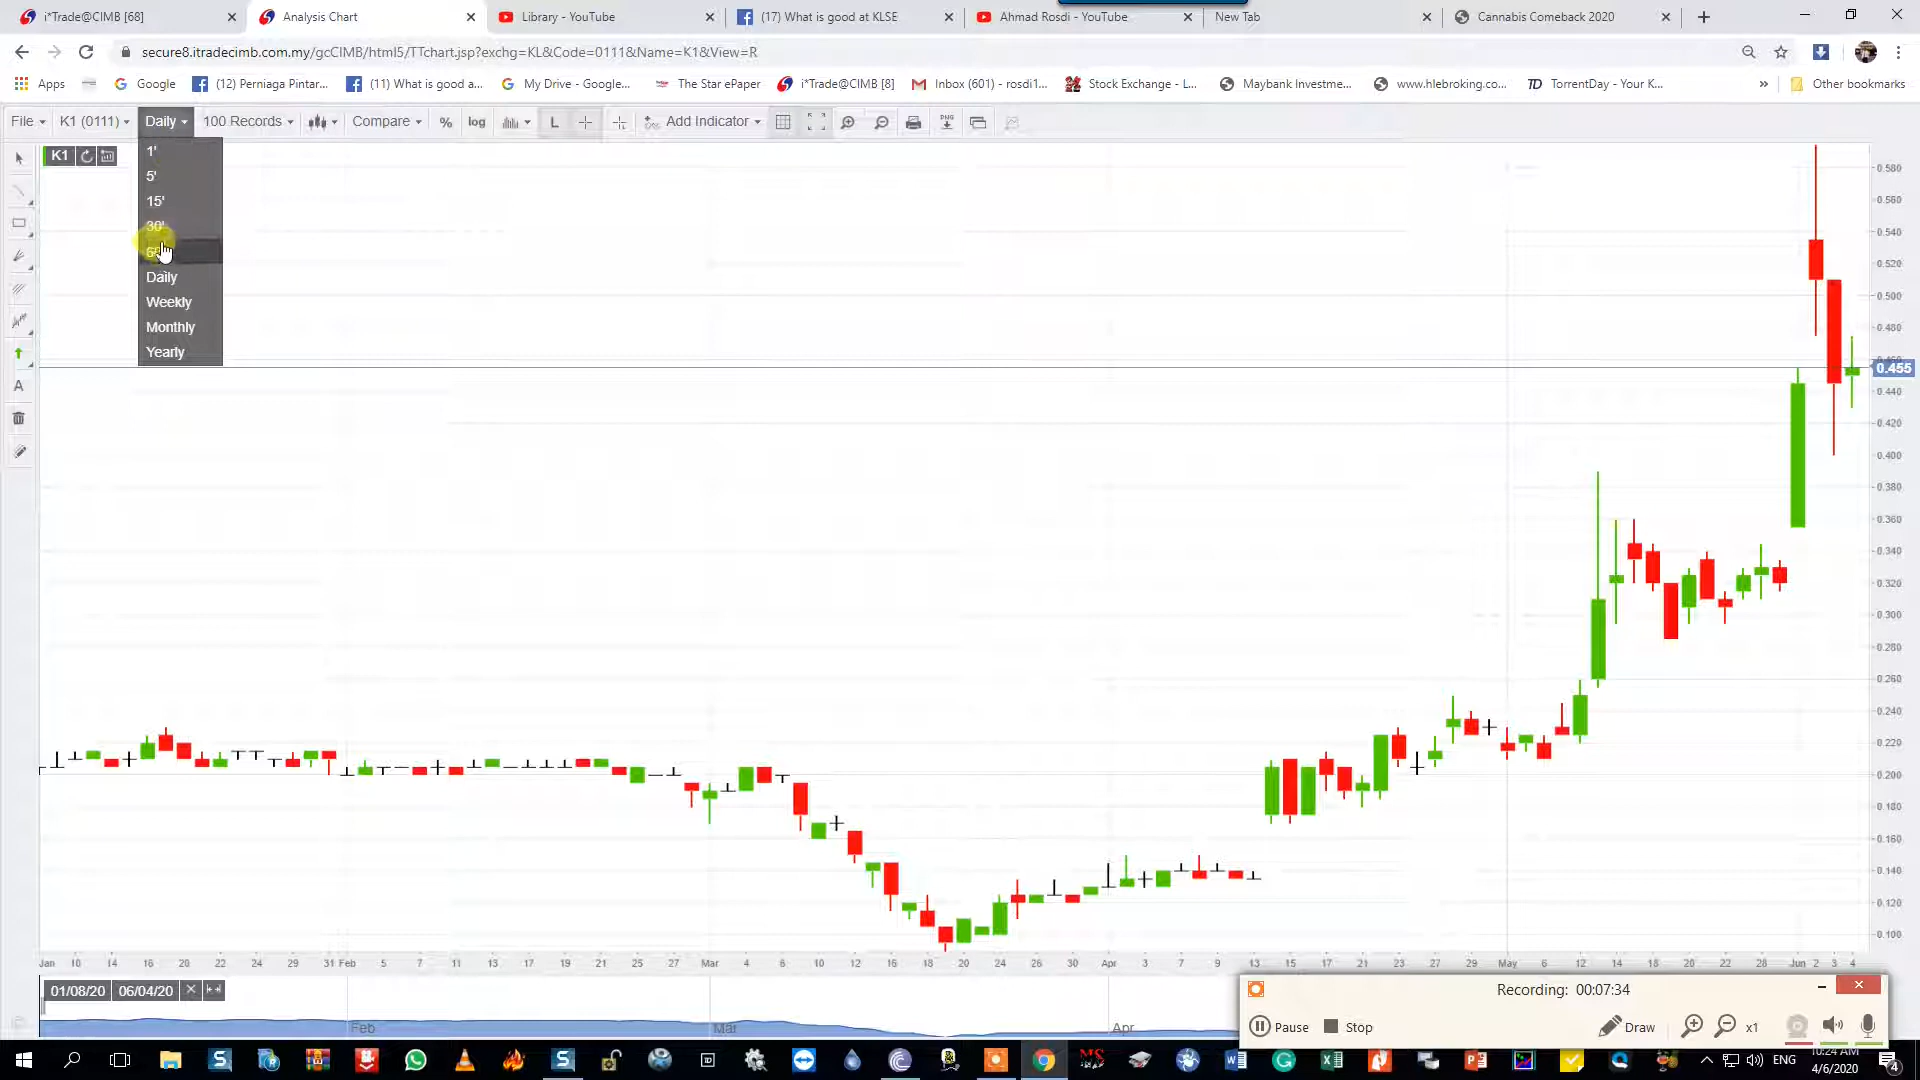 i*Trade@CIMB [68]
Analysis Chart
Library - YouTube
(17) What is good at KLSE
Ahmad Rosdi - YouTube
New Tab
Cannabis Comeback 2020
secure8.itradecimb.com.my/gcCIMB/html5/TTchart.jsp?exchg=KL&Code=0111&Name=K1&View=R
Apps
Google
(12) Perniaga Pintar...
(11) What is good a...
My Drive - Google...
The Star ePaper
i*Trade@CIMB [8]
Inbox (601) - rosdi1...
Stock Exchange - L...
Maybank Investme...
www.hlebroking.co...
TorrentDay - Your K...
Other bookmarks
File
K1 (0111)
Daily
100 Records
Compare
%
log
L
Add Indicator
PNG
K1
1'
5'
15'
30'
Daily
Weekly
Monthly
Yearly
A
0.580
0.560
0.540
0.520
0.500
0.480
0.455
0.440
0.420
0.400
0.380
0.360
0.340
0.320
0.300
0.280
0.260
0.240
0.220
0.200
0.180
0.160
0.140
0.120
0.100
Jan 10 14 16 20 22 24 29 31 Feb 5 7 11 13 17 19 21 25 27 Mar 4 6 10 12 16 18 20 24 26 30 Apr 3 7 9 13 15 17 21 23 27 29 May 6 12 14 18 20 22 28 Jun 2 3 4
01/08/20
06/04/20
Feb
Mar
Apr
Recording: 00:07:34
Pause
Stop
Draw
x1
ENG
10:24 AM
4/6/2020
4